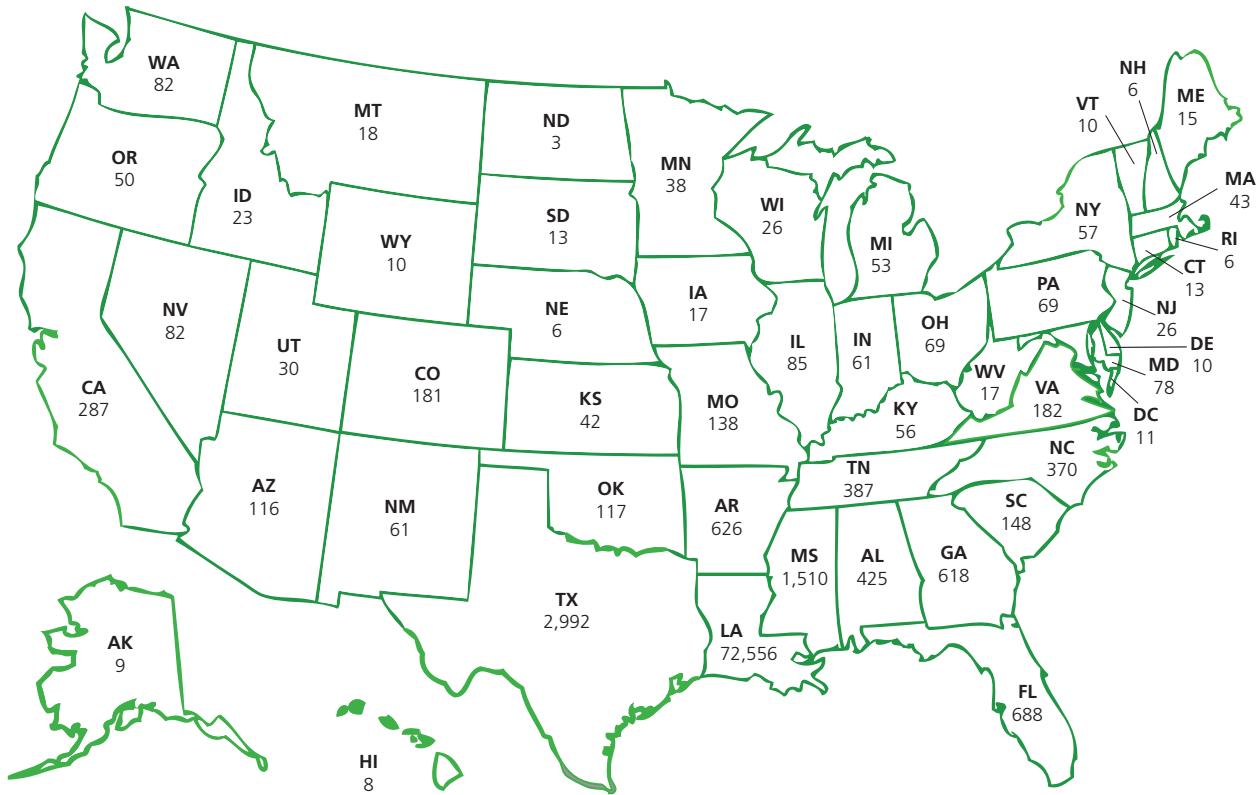 WA
82
OR
50
CA
287
ID
23
NV
82
MT
18
WY
10
UT
30
AZ
116
CO
181
NM
61
ND
3
SD
13
NE
6
KS
42
OK
117
TX
2,992
MN
38
IA
17
MO
138
AR
626
LA
72,556
WI
26
IL
85
MI
53
IN
61
OH
69
KY
56
TN
387
MS
1,510
AL
425
GA
618
FL
688
SC
148
NC
370
VA
182
WV
17
PA
69
NY
57
VT
10
NH
6
ME
15
MA
43
RI
6
CT
13
NJ
26
DE
10
MD
78
DC
11
AK
9
HI
8